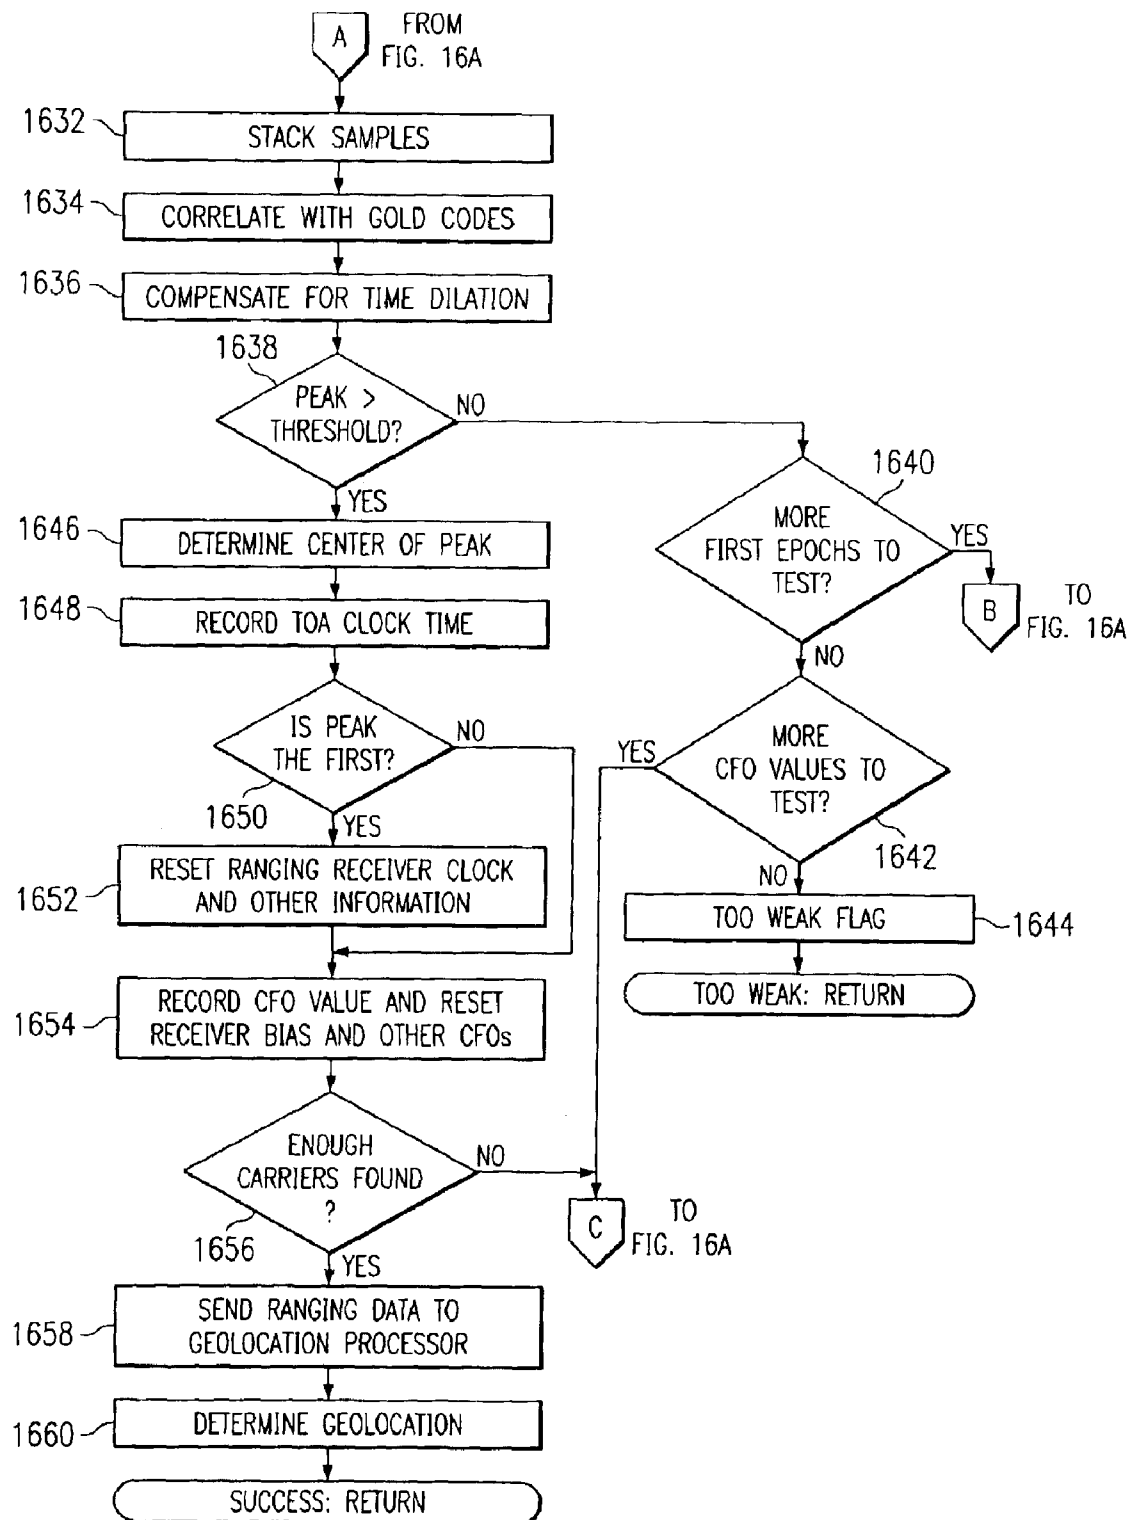 A
FROM
FIG. 16A
1632
STACK SAMPLES
1634
CORRELATE WITH GOLD CODES
1636
COMPENSATE FOR TIME DILATION
1638
PEAK >
THRESHOLD?
NO
YES
1640
MORE
FIRST EPOCHS TO
TEST?
YES
B
TO
FIG. 16A
NO
1646
DETERMINE CENTER OF PEAK
1648
RECORD TOA CLOCK TIME
IS PEAK
THE FIRST?
NO
1650
YES
MORE
CFO VALUES TO
TEST?
YES
1642
NO
1652
RESET RANGING RECEIVER CLOCK
AND OTHER INFORMATION
TOO WEAK FLAG
1644
TOO WEAK: RETURN
1654
RECORD CFO VALUE AND RESET
RECEIVER BIAS AND OTHER CFOs
ENOUGH
CARRIERS FOUND
?
NO
1656
YES
C
TO
FIG. 16A
1658
SEND RANGING DATA TO
GEOLOCATION PROCESSOR
1660
DETERMINE GEOLOCATION
SUCCESS: RETURN